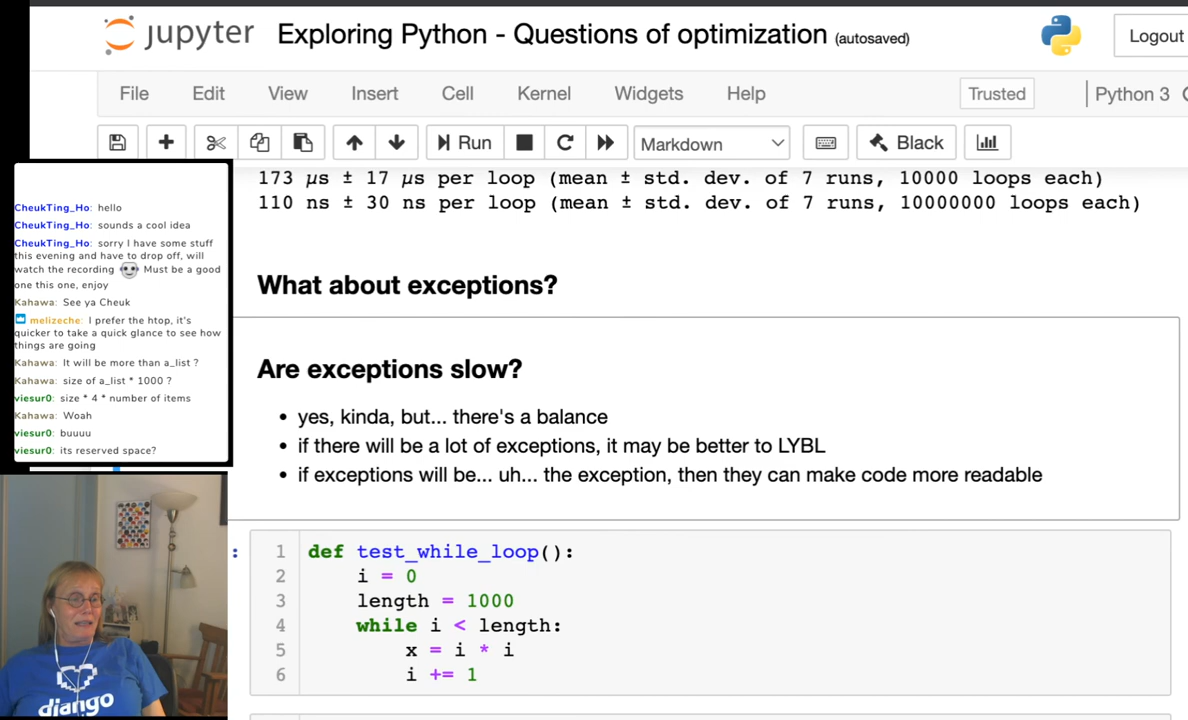 jupyter Exploring Python - Questions of optimization (autosaved)
Logout
File Edit View Insert Cell Kernel Widgets Help Trusted Python 3
Run Markdown Black
173 µs ± 17 µs per loop (mean ± std. dev. of 7 runs, 10000 loops each)
110 ns ± 30 ns per loop (mean ± std. dev. of 7 runs, 10000000 loops each)
What about exceptions?
Are exceptions slow?
• yes, kinda, but... there's a balance
• if there will be a lot of exceptions, it may be better to LYBL
• if exceptions will be... uh... the exception, then they can make code more readable
:
1 def test_while_loop():
2 i = 0
3 length = 1000
4 while i < length:
5 x = i * i
6 i += 1
CheukTing_Ho: hello
CheukTing_Ho: sounds a cool idea
CheukTing_Ho: sorry I have some stuff
this evening and have to drop off, will
watch the recording Must be a good
one this one, enjoy
Kahawa: See ya Cheuk
melizeche: I prefer the htop, it's
quicker to take a quick glance to see how
things are going
Kahawa: It will be more than a_list ?
Kahawa: size of a_list * 1000 ?
viesur0: size * 4 * number of items
Kahawa: Woah
viesur0: buuuu
viesur0: its reserved space?
django